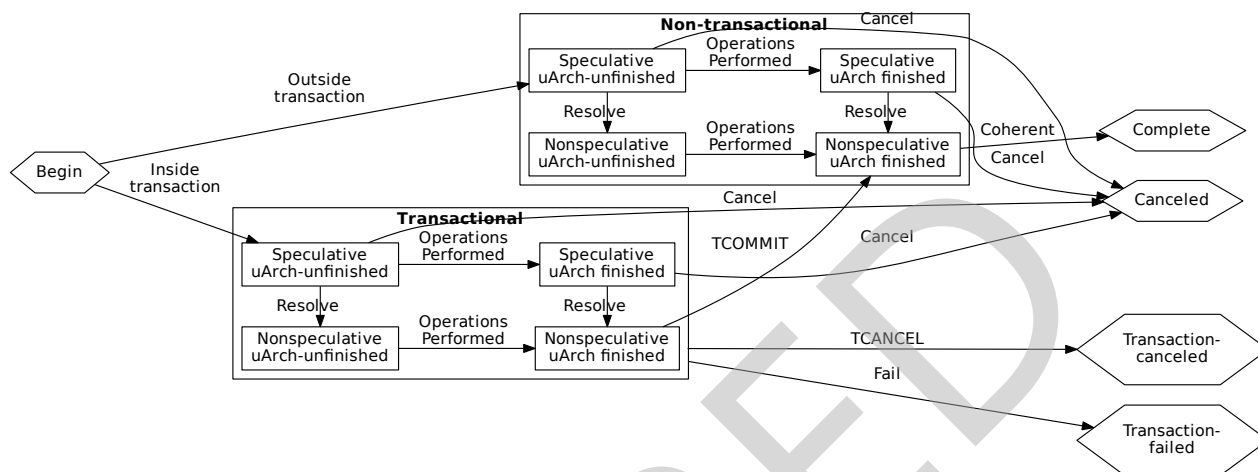 Non-transactional
Cancel
Speculative
uArch-unfinished
Operations
Performed
Speculative
uArch finished
Outside
transaction
Resolve
Resolve
Nonspeculative
uArch-unfinished
Operations
Performed
Nonspeculative
uArch finished
Coherent
Cancel
Complete
Begin
Inside
transaction
Cancel
Canceled
Transactional
Speculative
uArch-unfinished
Operations
Performed
Speculative
uArch finished
TCOMMIT
Cancel
Resolve
Resolve
Nonspeculative
uArch-unfinished
Operations
Performed
Nonspeculative
uArch finished
TCANCEL
Fail
Transaction-
canceled
Transaction-
failed